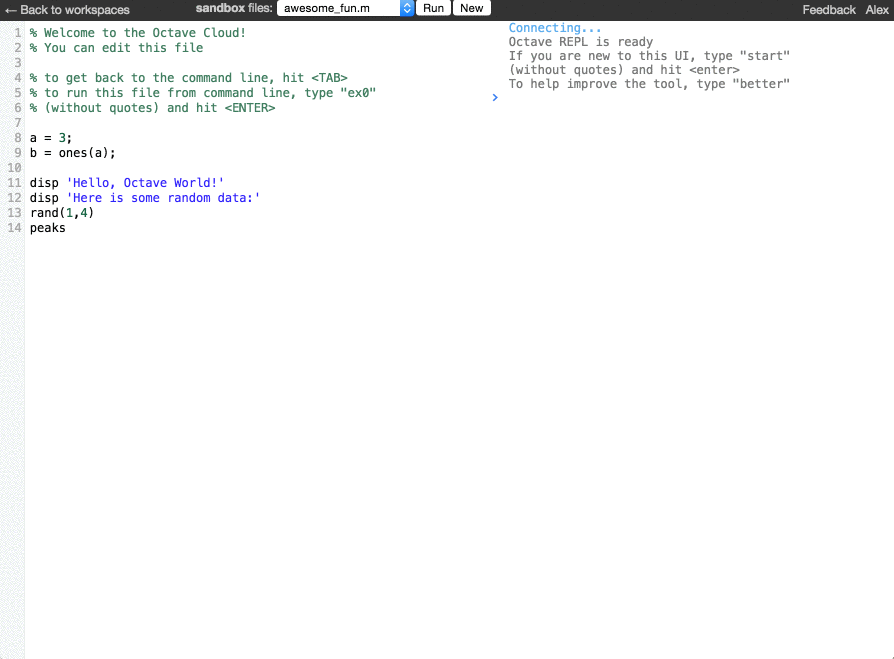 ← Back to workspaces sandbox files: awesome_fun.m Run New Feedback Alex
1 % Welcome to the Octave Cloud!
2 % You can edit this file
3
4 % to get back to the command line, hit <TAB>
5 % to run this file from command line, type "ex0"
6 % (without quotes) and hit <ENTER>
7
8 a = 3;
9 b = ones(a);
10
11 disp 'Hello, Octave World!'
12 disp 'Here is some random data:'
13 rand(1,4)
14 peaks
Connecting...
Octave REPL is ready
If you are new to this UI, type "start"
(without quotes) and hit <enter>
To help improve the tool, type "better"
>